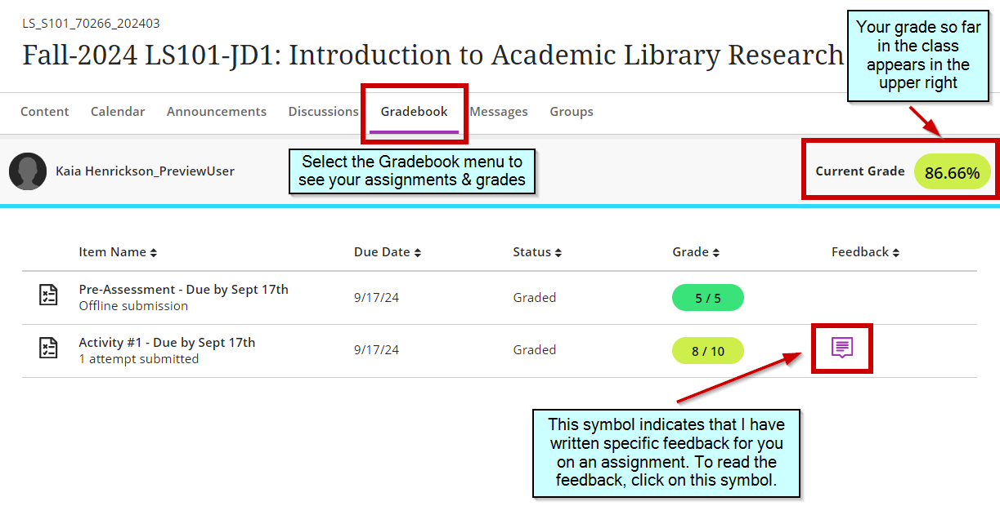 LS_S101_70266_202403
Fall-2024 LS101-JD1: Introduction to Academic Library Research
Your grade so far
in the class
appears in the
upper right
Content Calendar Announcements Discussions Gradebook Messages Groups
Kaia Henrickson_PreviewUser
Select the Gradebook menu to
see your assignments & grades
Current Grade 86.66%
Item Name Due Date Status Grade Feedback
Pre-Assessment - Due by Sept 17th
Offline submission
9/17/24 Graded 5 / 5
Activity #1 - Due by Sept 17th
1 attempt submitted
9/17/24 Graded 8 / 10
This symbol indicates that I have
written specific feedback for you
on an assignment. To read the
feedback, click on this symbol.